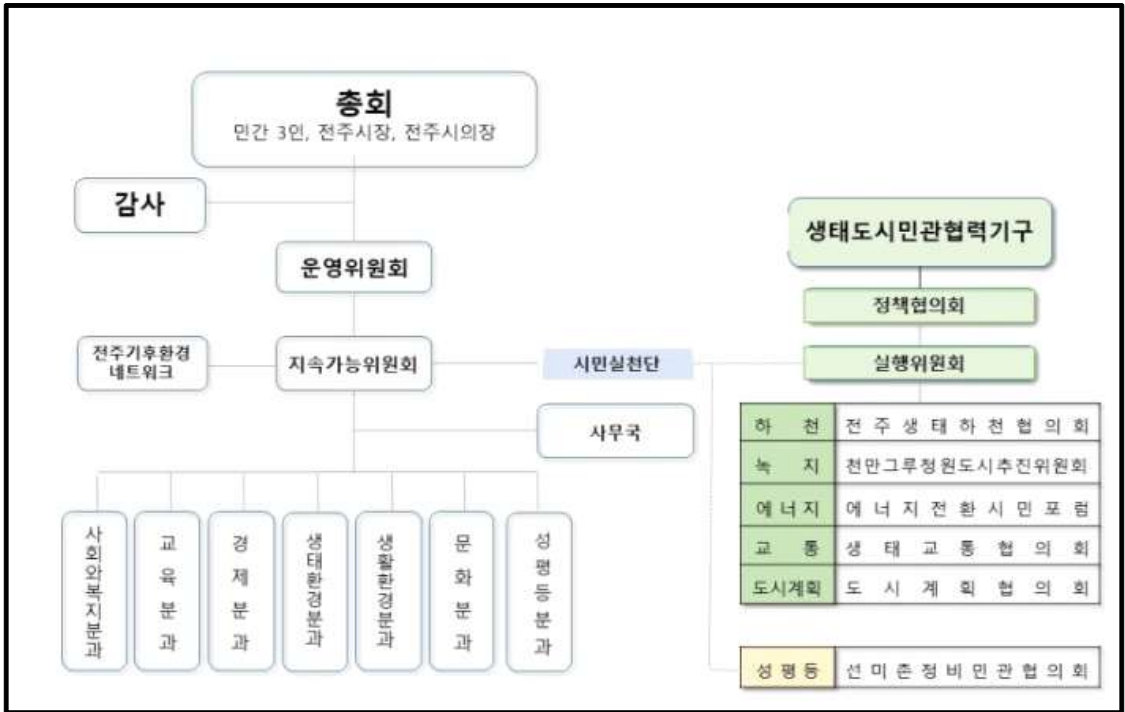 총회
민간 3인, 전주시장, 전주시의장
감사
운영위원회
전주기후환경
네트워크
지속가능위원회
시민실천단
사무국
사회와복지분과
교육분과
경제분과
생태환경분과
생활환경분과
문화분과
성평등분과
생태도시민관협력기구
정책협의회
실행위원회
하 천 전 주 생 태 하 천 협 의 회
녹 지 천만그루정원도시추진위원회
에 너 지 에 너 지 전 환 시 민 포 럼
교 통 생 태 교 통 협 의 회
도시계획 도 시 계 획 협 의 회
성 평 등 선 미 촌 정 비 민 관 협 의 회